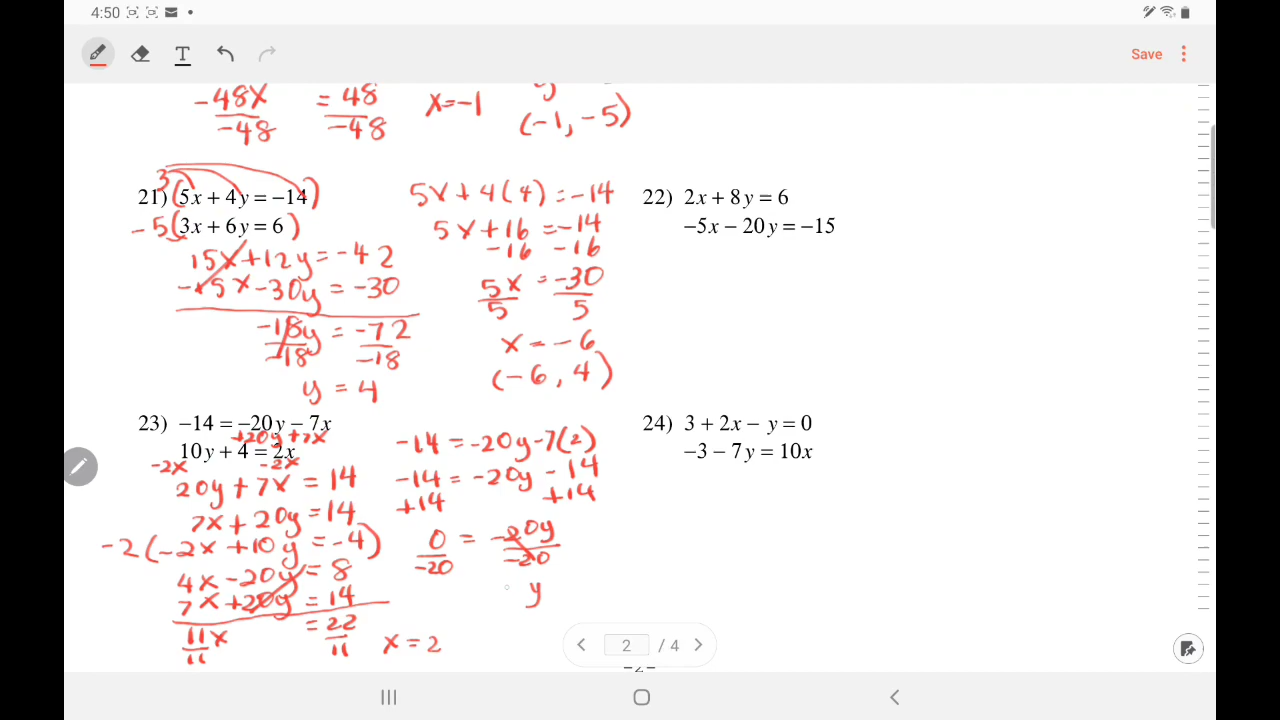 4:50
T
Save
-48x = 48 x=-1 y
-48 -48 (-1, -5)
21) 3(5x + 4y = −14)
-5(3x + 6y = 6)
15x+12y=-42
-15x-30y = -30
-18y = -72
-18 -18
y = 4
5x+4(4)=-14
5x+16 =-14
-16 -16
5x = -30
5 5
x = -6
(-6, 4)
22) 2x + 8y = 6
−5x − 20y = −15
23) −14 = −20y − 7x
+20y +7x
10y + 4 = 2x
-2x -2x
20y+7x = 14
7x+20y=14
-2(-2x+10y=-4)
4x-20y=8
7x+20y=14
11x = 22 x=2
11 11
-14 =-20y-7(2)
-14 = -20y -14
+14 +14
0 = -20y
-20 -20
y
24) 3 + 2x − y = 0
−3 − 7y = 10x
2 / 4
-2-